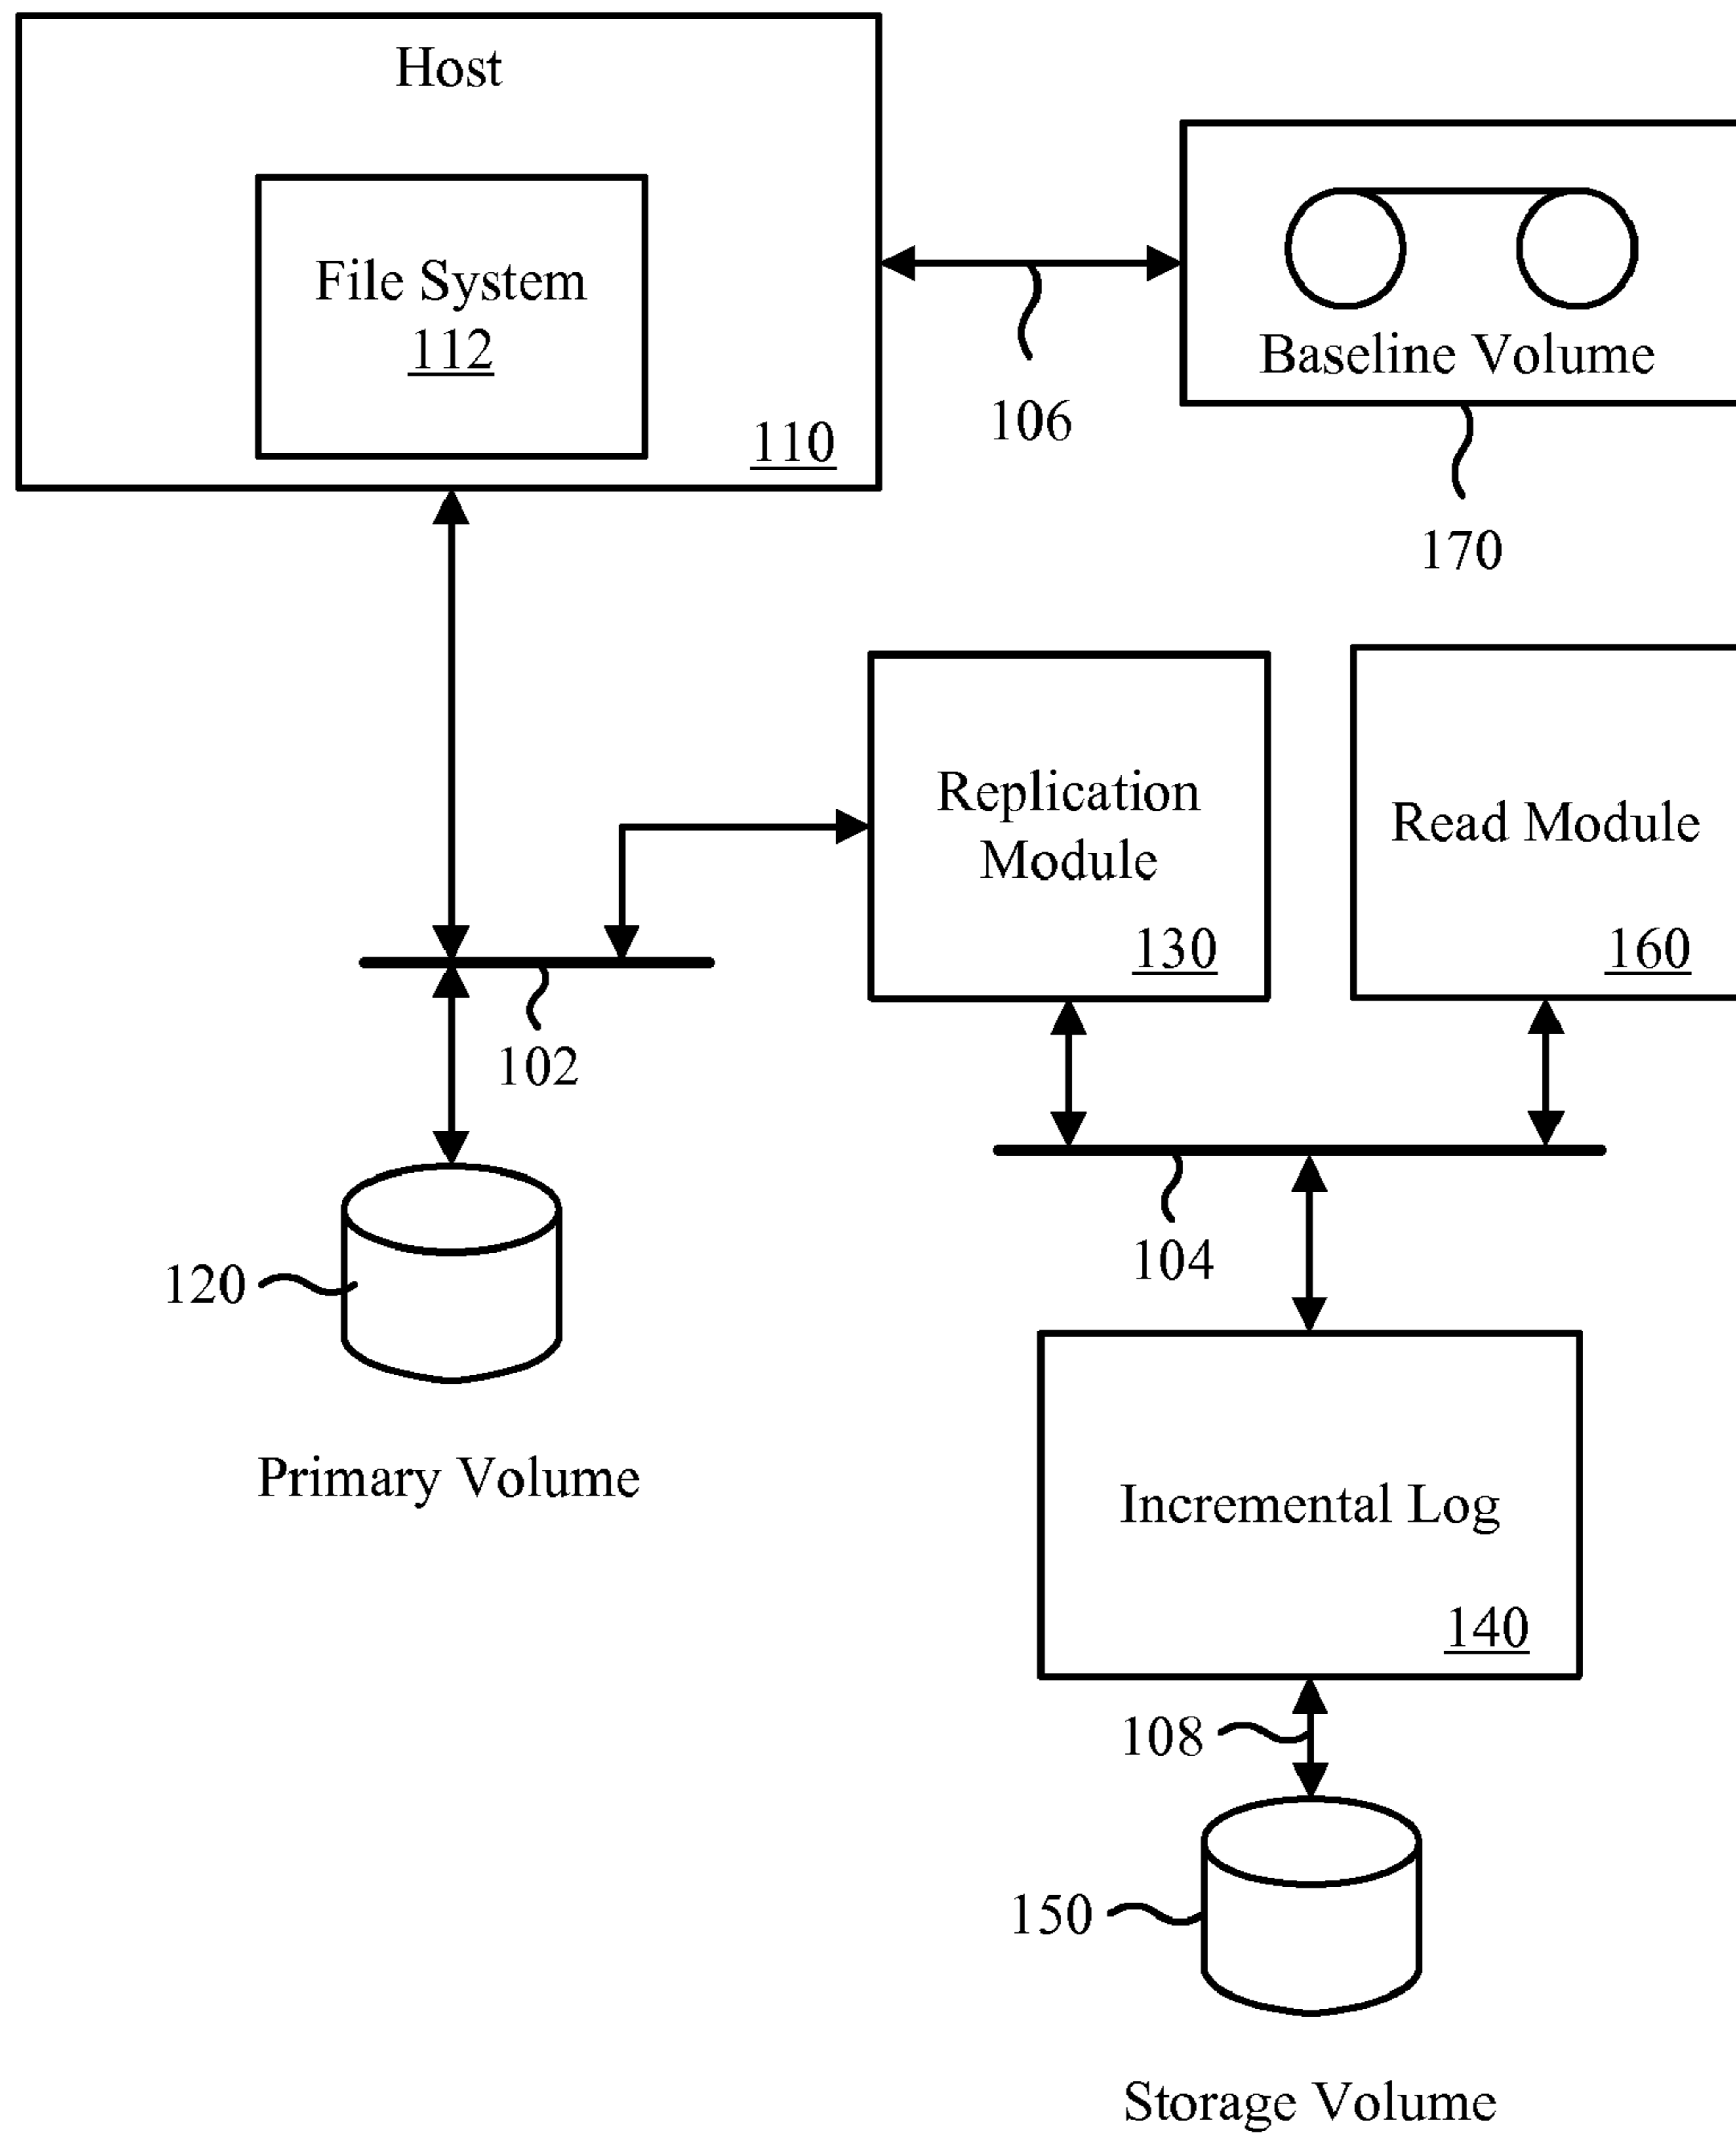 Host
File System
112
110
106
Baseline Volume
170
Replication
Module
130
Read Module
160
102
104
120
Primary Volume
Incremental Log
140
108
150
Storage Volume